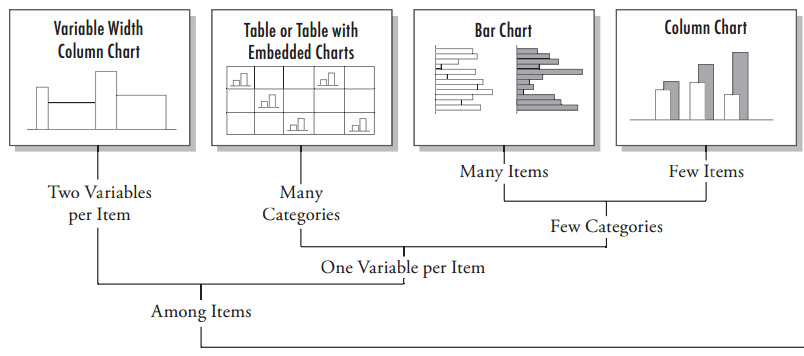 Variable Width
Column Chart
Table or Table with
Embedded Charts
Bar Chart
Column Chart
Two Variables
per Item
Many
Categories
Many Items
Few Items
Few Categories
One Variable per Item
Among Items